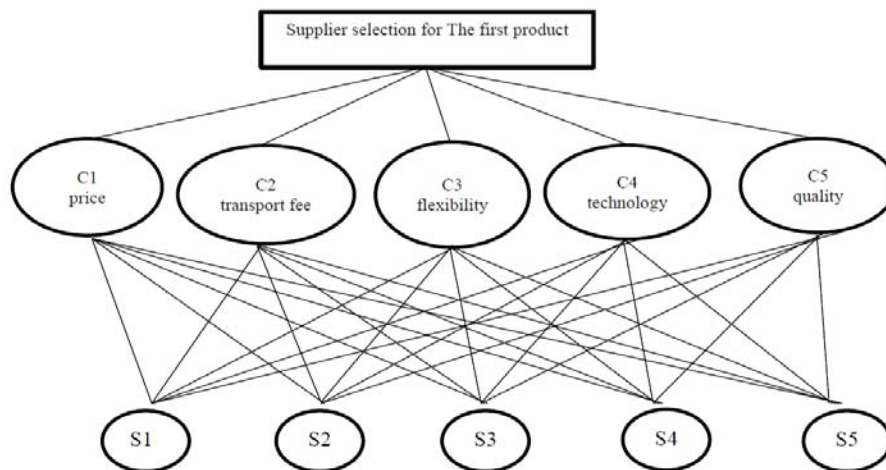 Supplier selection for The first product
C1
price
C2
transport fee
C3
flexibility
C4
technology
C5
quality
S1
S2
S3
S4
S5